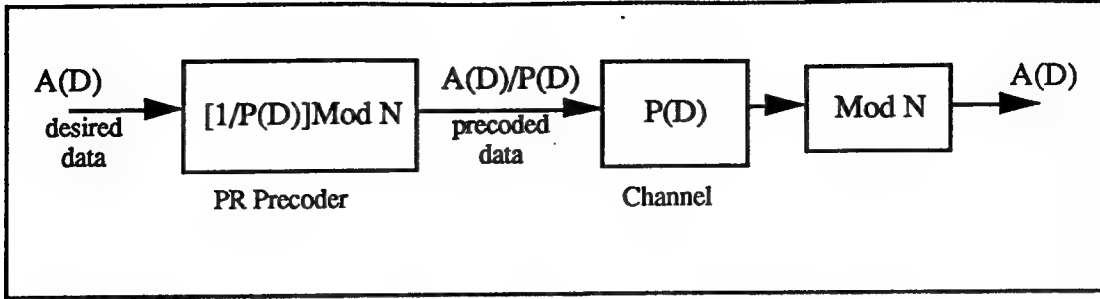 A(D)
desired
data
[1/P(D)]Mod N
PR Precoder
A(D)/P(D)
precoded
data
P(D)
Channel
Mod N
A(D)